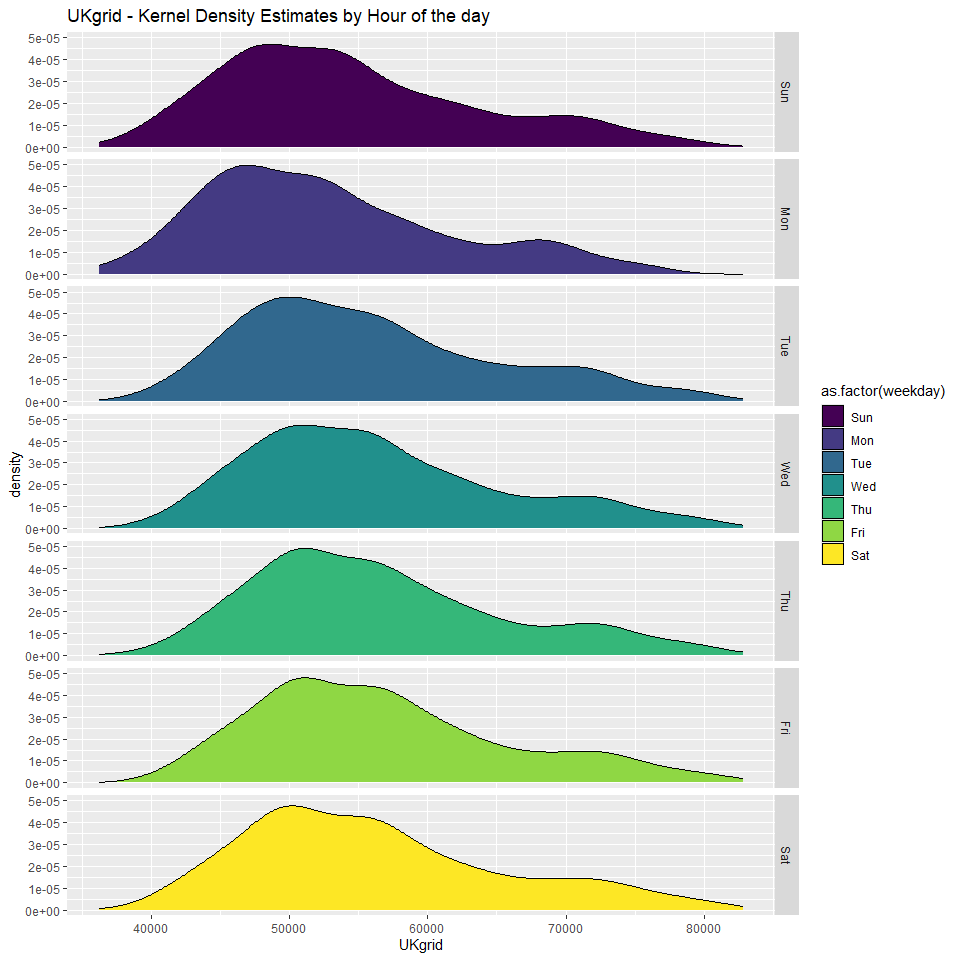 UKgrid - Kernel Density Estimates by Hour of the day
density
5e-05
4e-05
3e-05
2e-05
1e-05
0e+00
Sun
5e-05
4e-05
3e-05
2e-05
1e-05
0e+00
Mon
5e-05
4e-05
3e-05
2e-05
1e-05
0e+00
Tue
5e-05
4e-05
3e-05
2e-05
1e-05
0e+00
Wed
5e-05
4e-05
3e-05
2e-05
1e-05
0e+00
Thu
5e-05
4e-05
3e-05
2e-05
1e-05
0e+00
Fri
5e-05
4e-05
3e-05
2e-05
1e-05
0e+00
Sat
40000 50000 60000 70000 80000
UKgrid
as.factor(weekday)
Sun
Mon
Tue
Wed
Thu
Fri
Sat